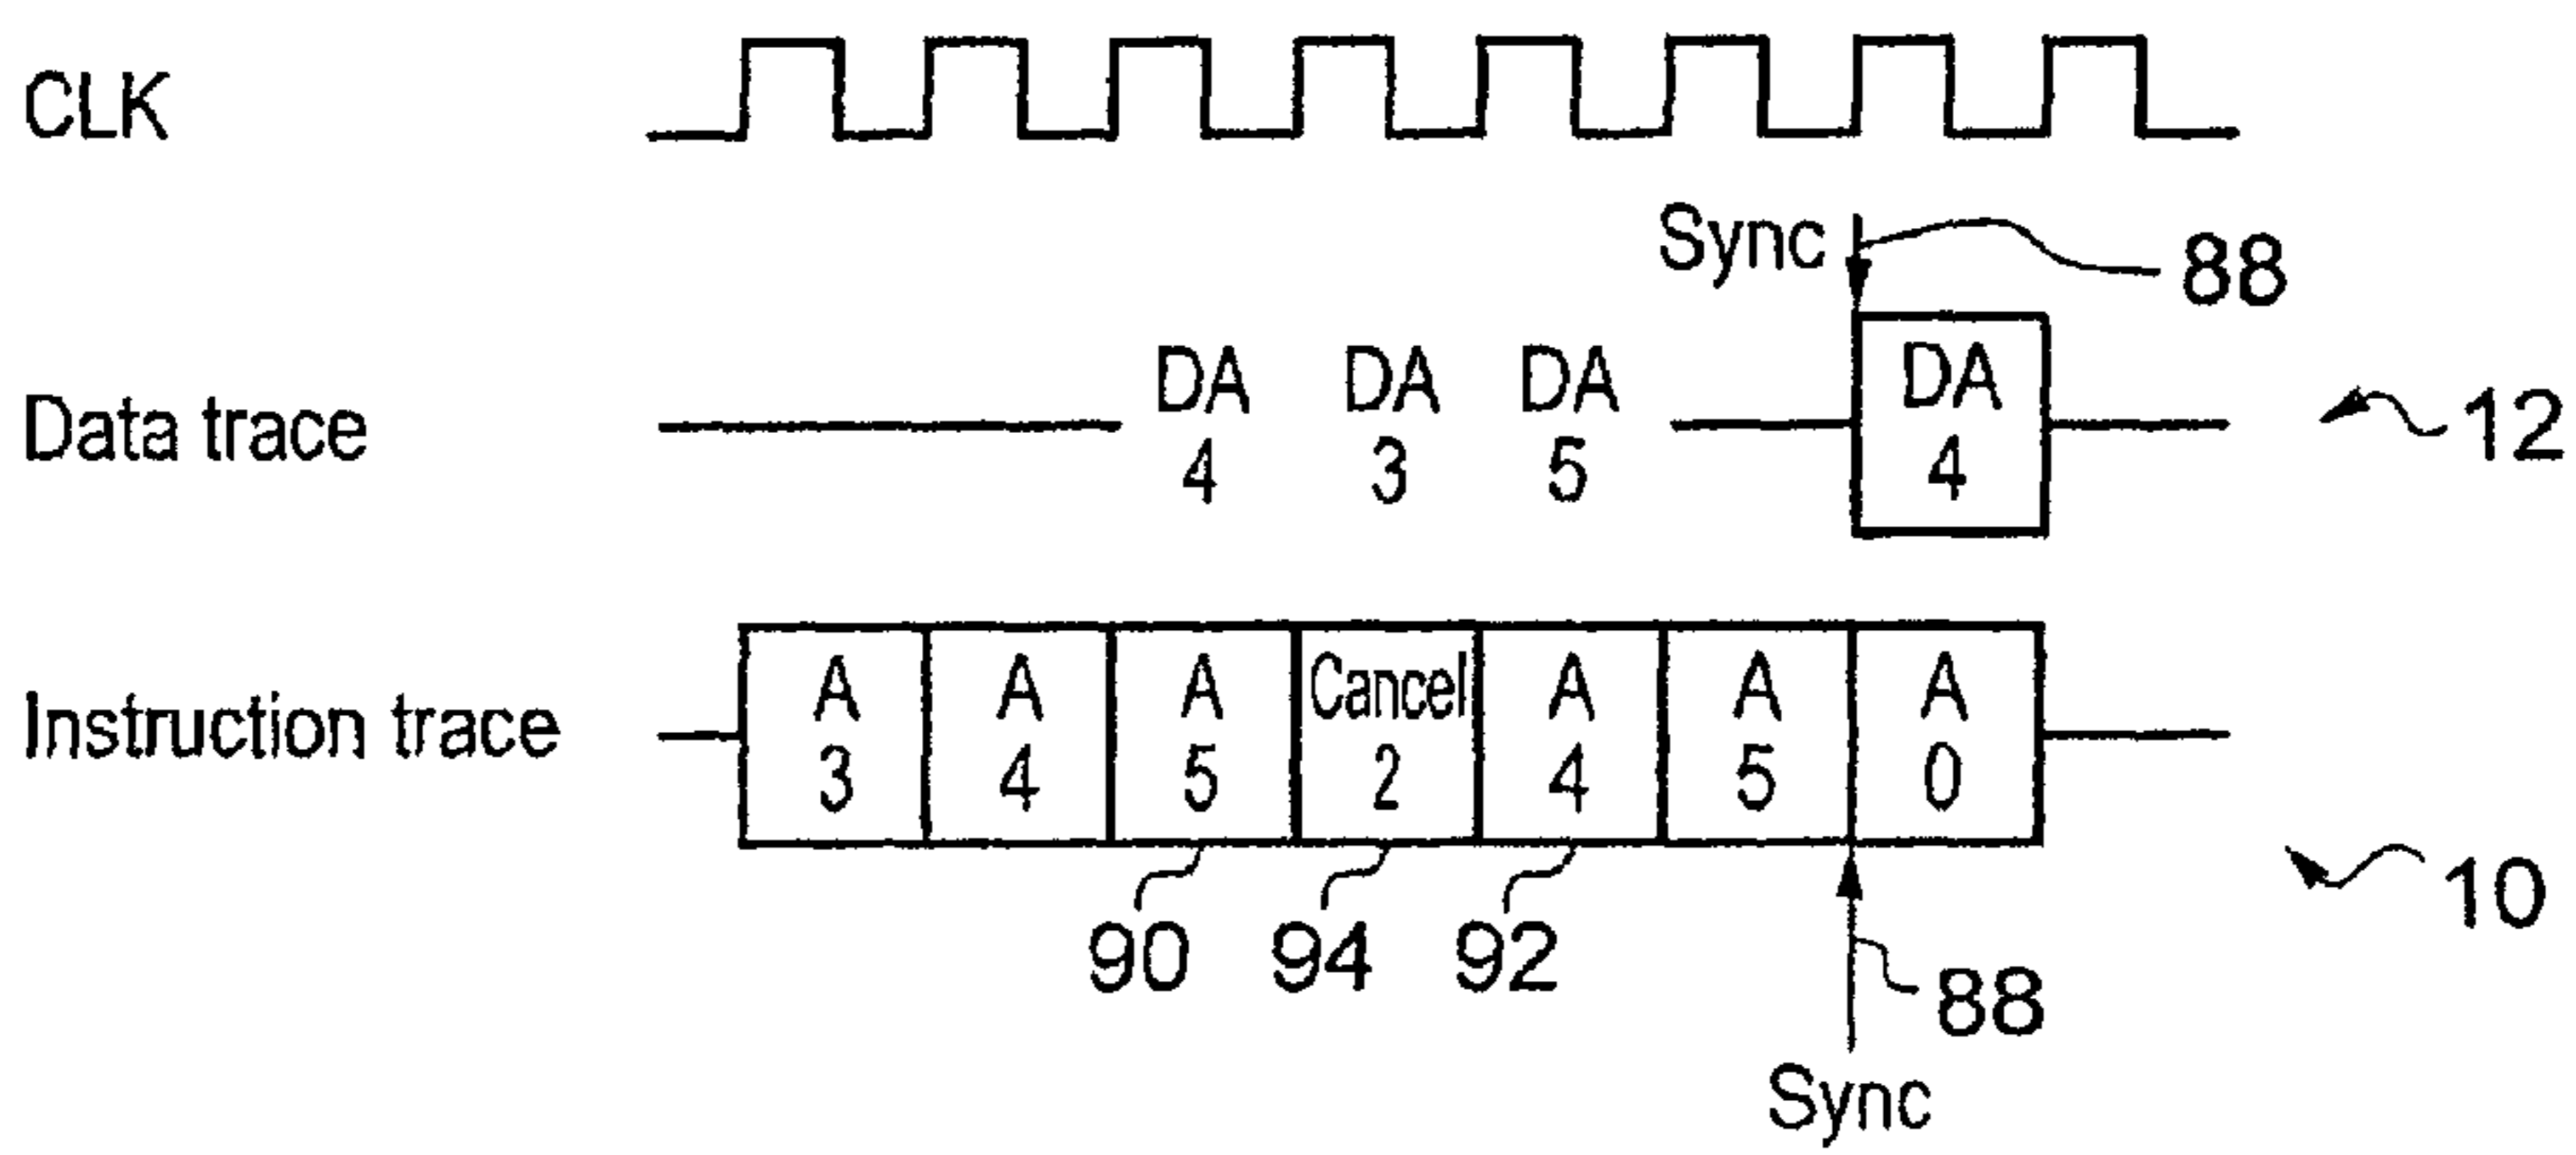 CLK
Sync
88
Data trace
DA DA DA DA
4 3 5 4
12
Instruction trace
A A A Cancel A A A
3 4 5 2 4 5 0
90 94 92
88
10
Sync